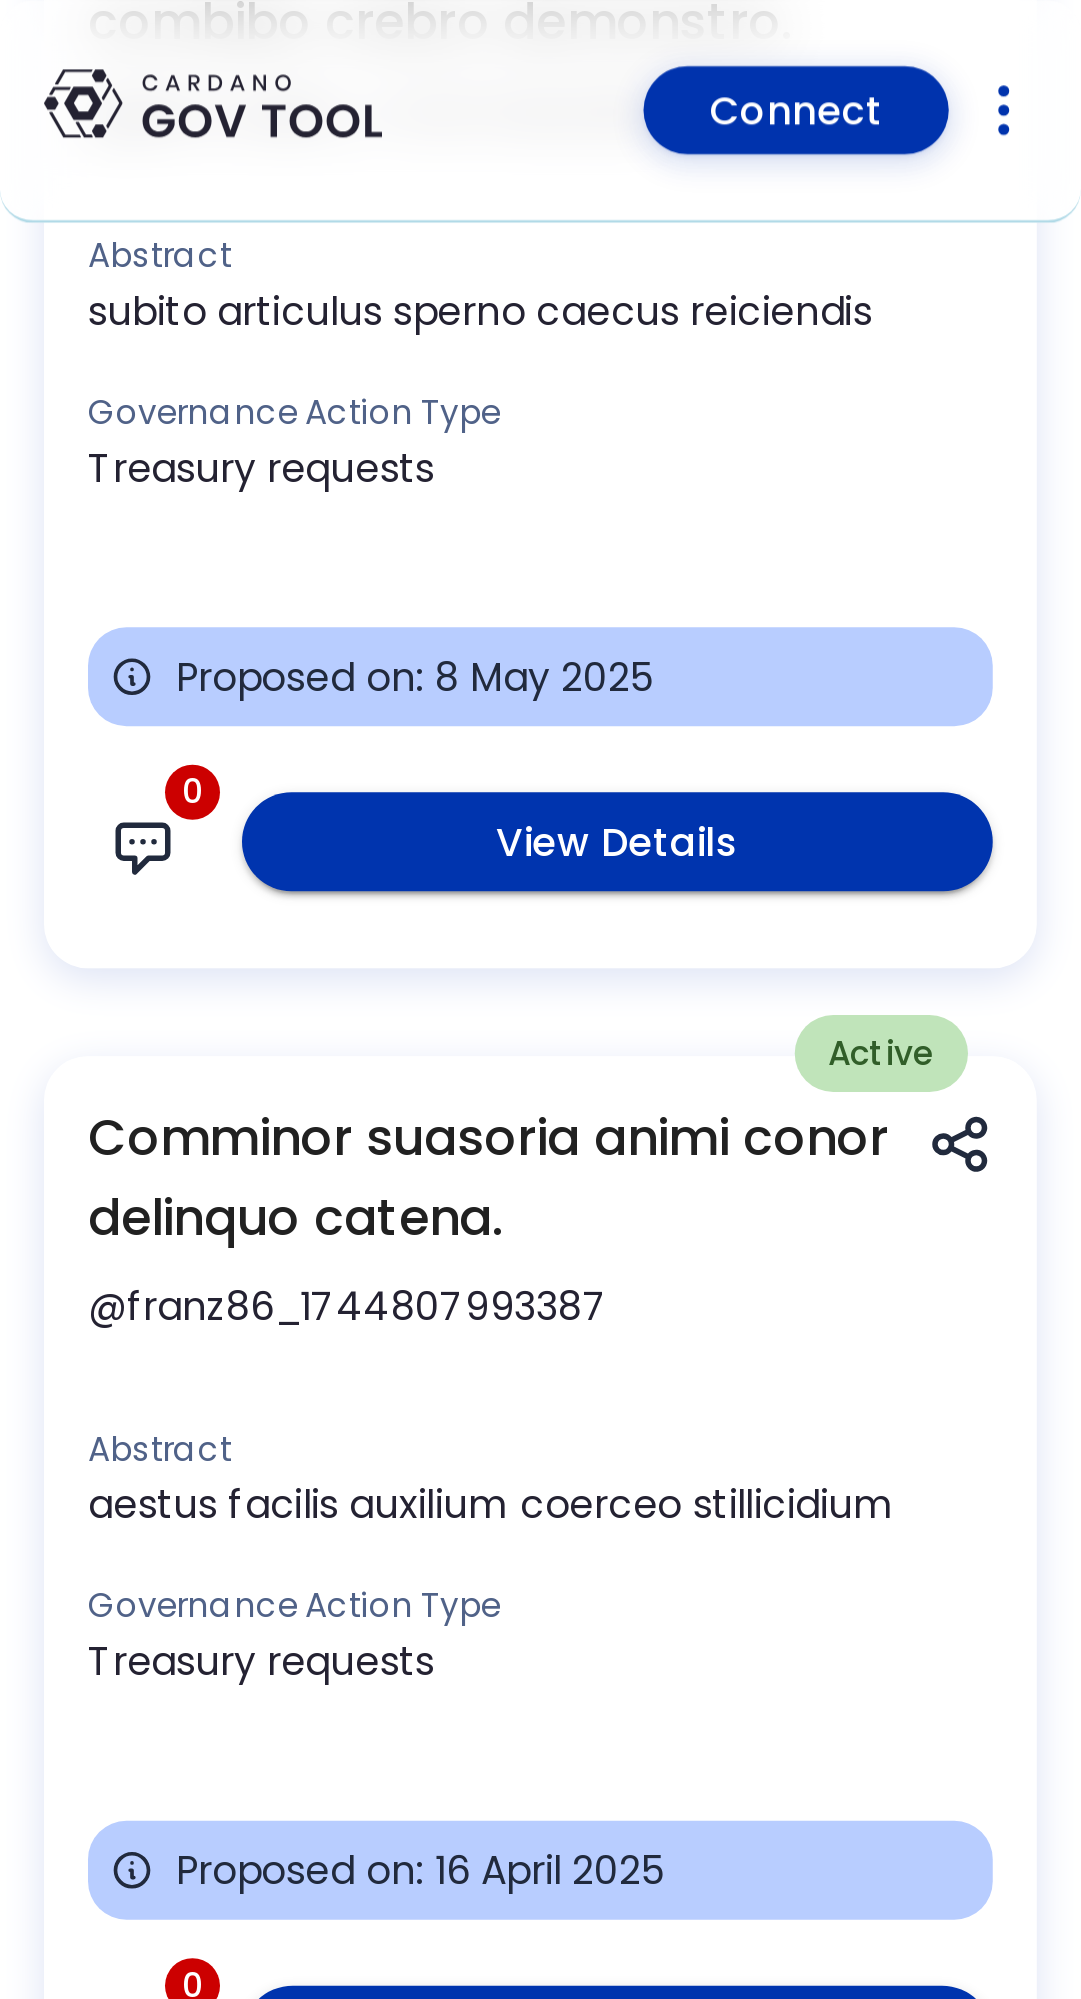 combibo crebro demonstro.
CARDANO
GOV TOOL
Connect
Abstract
subito articulus sperno caecus reiciendis
Governance Action Type
Treasury requests
Proposed on: 8 May 2025
0
View Details
Active
Comminor suasoria animi conor
delinquo catena.
@franz86_1744807993387
Abstract
aestus facilis auxilium coerceo stillicidium
Governance Action Type
Treasury requests
Proposed on: 16 April 2025
0